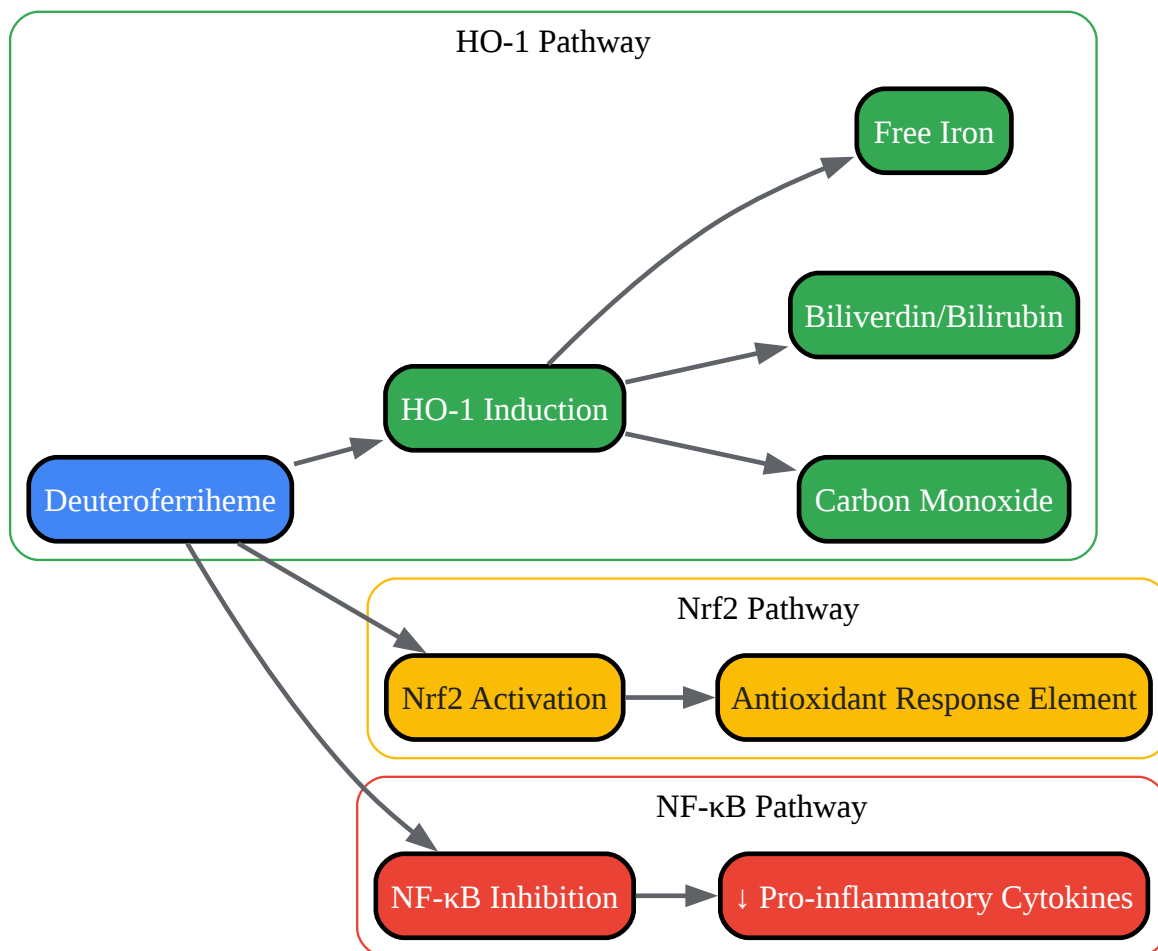 HO-1 Pathway
Free Iron
Biliverdin/Bilirubin
HO-1 Induction
Deuteroferriheme
Carbon Monoxide
Nrf2 Pathway
Nrf2 Activation
Antioxidant Response Element
NF-κB Pathway
NF-κB Inhibition
↓ Pro-inflammatory Cytokines